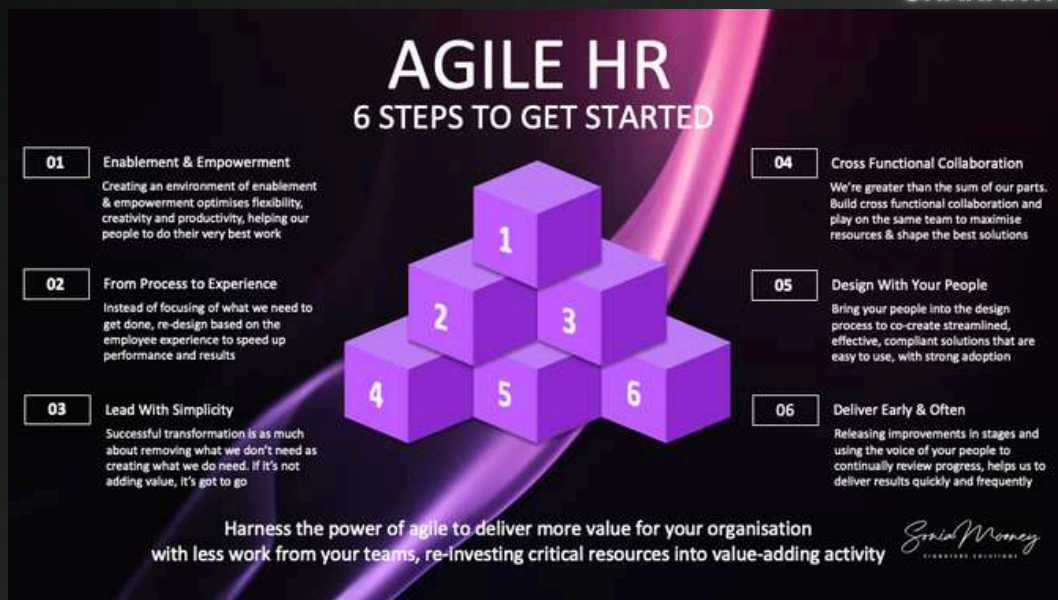 AGILE HR
6 STEPS TO GET STARTED
01
Enablement & Empowerment
Creating an environment of enablement
& empowerment optimises flexibility,
creativity and productivity, helping our
people to do their very best work
02
From Process to Experience
Instead of focusing of what we need to
get done, re-design based on the
employee experience to speed up
performance and results
03
Lead With Simplicity
Successful transformation is as much
about removing what we don't need as
creating what we do need. If it's not
adding value, it's got to go
1
2
3
4
5
6
04
Cross Functional Collaboration
We're greater than the sum of our parts.
Build cross functional collaboration and
play on the same team to maximise
resources & shape the best solutions
05
Design With Your People
Bring your people into the design
process to co-create streamlined,
effective, compliant solutions that are
easy to use, with strong adoption
06
Deliver Early & Often
Releasing improvements in stages and
using the voice of your people to
continually review progress, helps us to
deliver results quickly and frequently
Harness the power of agile to deliver more value for your organisation
with less work from your teams, re-investing critical resources into value-adding activity
Sonia Mooney
SIGNATURE SOLUTIONS